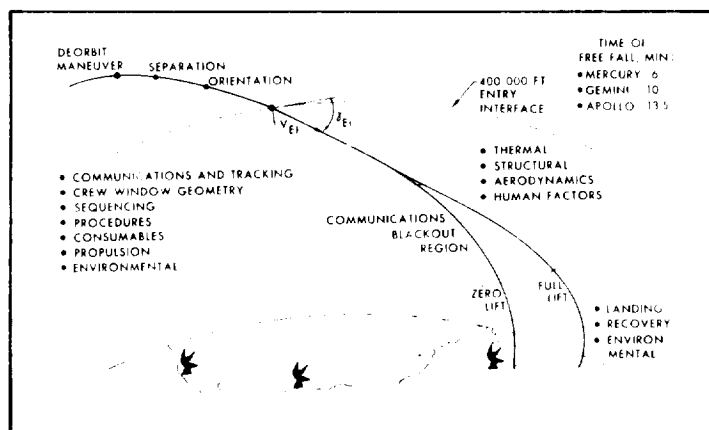 DEORBIT
MANEUVER
SEPARATION
ORIENTATION
V EI
γ EI
400 000 FT
ENTRY
INTERFACE
TIME OF
FREE FALL, MIN:
• MERCURY 6
• GEMINI 10
• APOLLO 13.5
• COMMUNICATIONS AND TRACKING
• CREW WINDOW GEOMETRY
• SEQUENCING
• PROCEDURES
• CONSUMABLES
• PROPULSION
• ENVIRONMENTAL
• THERMAL
• STRUCTURAL
• AERODYNAMICS
• HUMAN FACTORS
COMMUNICATIONS
BLACKOUT
REGION
ZERO
LIFT
FULL
LIFT
• LANDING
• RECOVERY
• ENVIRON
MENTAL